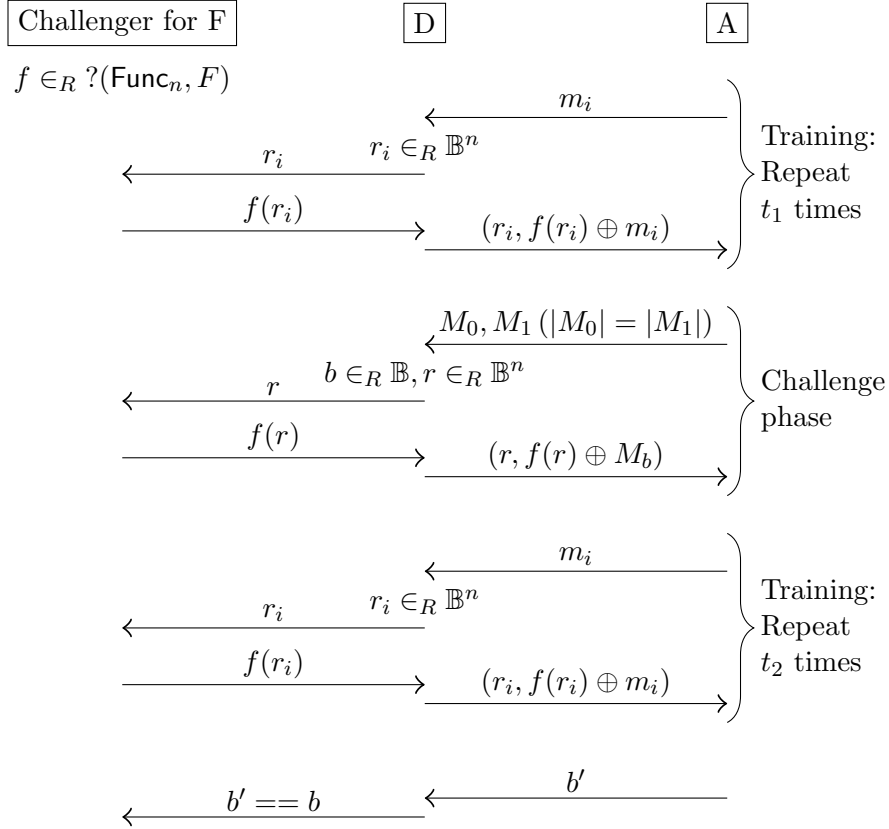 Challenger for F
D
A
f ∈_R ?(Func_n, F)
m_i
r_i ∈_R 𝔹^n
r_i
f(r_i)
(r_i, f(r_i) ⊕ m_i)
Training:
Repeat
t_1 times
M_0, M_1 (|M_0| = |M_1|)
b ∈_R 𝔹, r ∈_R 𝔹^n
r
f(r)
(r, f(r) ⊕ M_b)
Challenge
phase
m_i
r_i ∈_R 𝔹^n
r_i
f(r_i)
(r_i, f(r_i) ⊕ m_i)
Training:
Repeat
t_2 times
b′
b′ == b